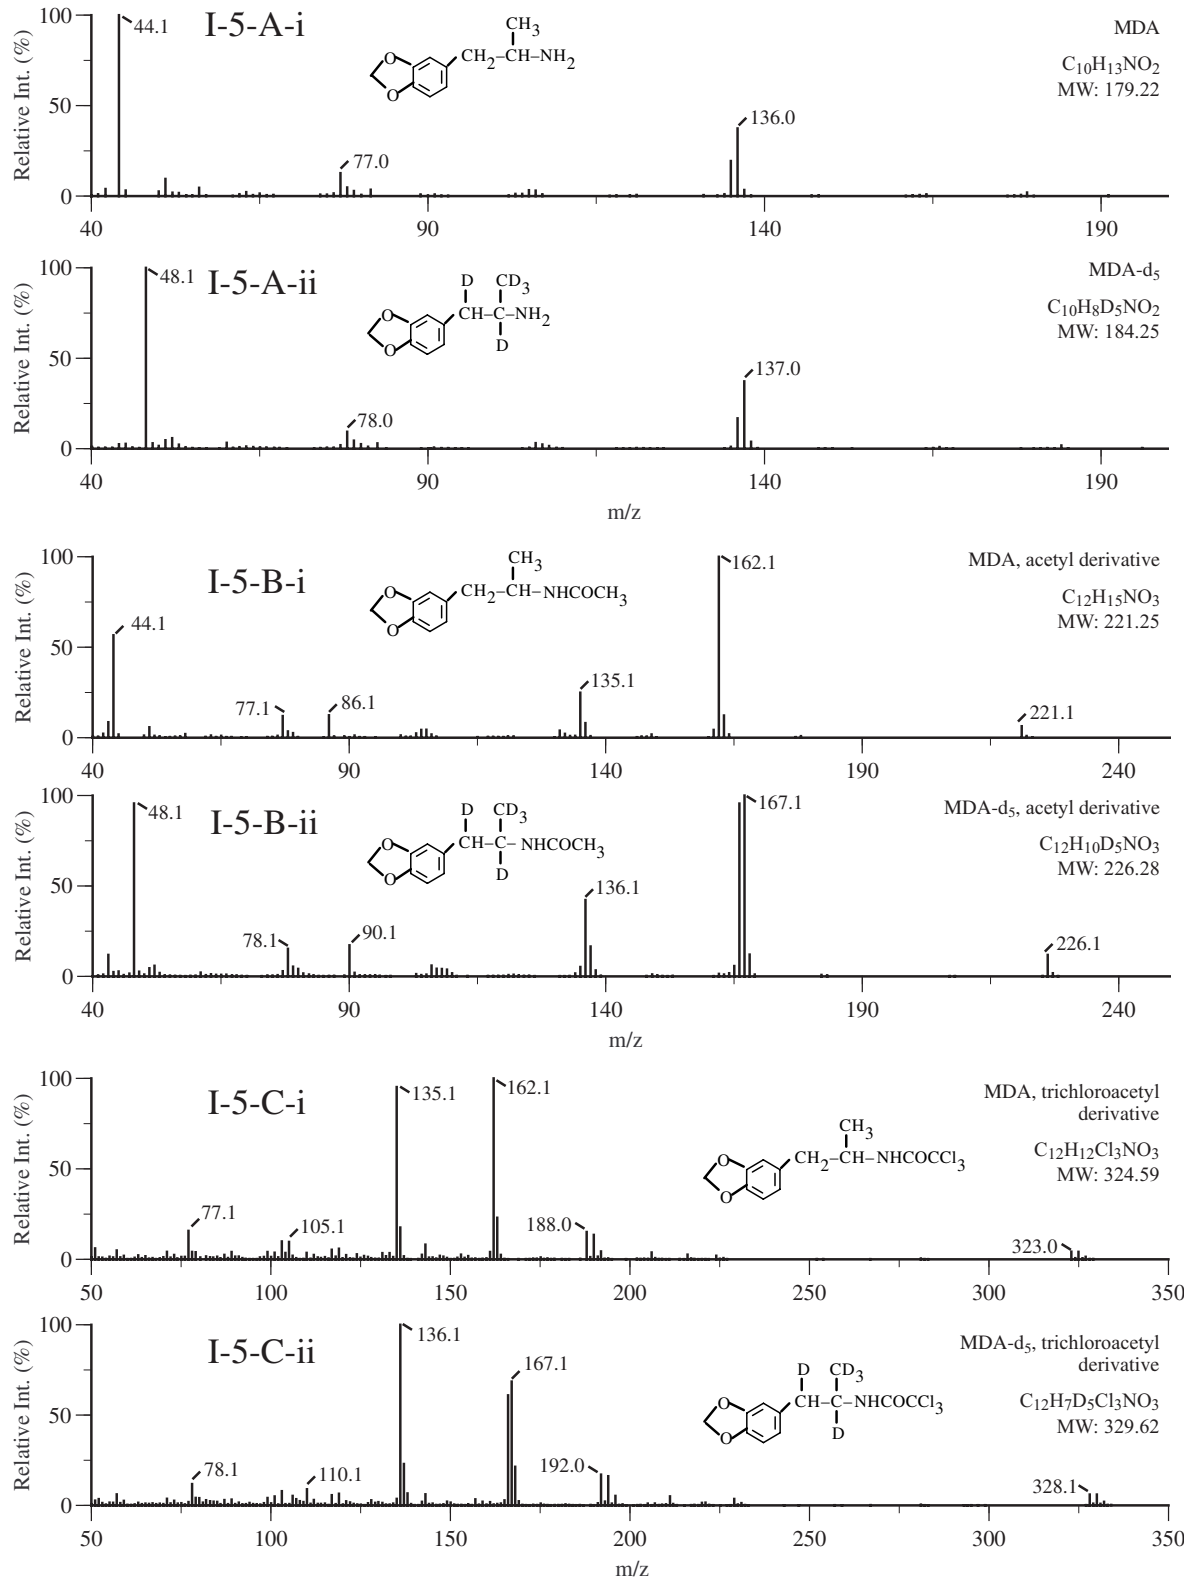 I-5-A-i
MDA
C10H13NO2
MW: 179.22
CH3
CH2–CH–NH2
O
O
44.1
77.0
136.0
Relative Int. (%)
100
50
0
40 90 140 190
I-5-A-ii
MDA-d5
C10H8D5NO2
MW: 184.25
D CD3
CH–C–NH2
D
O
O
48.1
78.0
137.0
Relative Int. (%)
100
50
0
40 90 140 190
m/z
I-5-B-i
MDA, acetyl derivative
C12H15NO3
MW: 221.25
CH3
CH2–CH–NHCOCH3
O
O
44.1
77.1
86.1
135.1
162.1
221.1
Relative Int. (%)
100
50
0
40 90 140 190 240
I-5-B-ii
MDA-d5, acetyl derivative
C12H10D5NO3
MW: 226.28
D CD3
CH–C–NHCOCH3
D
O
O
48.1
78.1
90.1
136.1
167.1
226.1
Relative Int. (%)
100
50
0
40 90 140 190 240
m/z
I-5-C-i
MDA, trichloroacetyl
derivative
C12H12Cl3NO3
MW: 324.59
CH3
CH2–CH–NHCOCCl3
O
O
77.1
105.1
135.1
162.1
188.0
323.0
Relative Int. (%)
100
50
0
50 100 150 200 250 300 350
I-5-C-ii
MDA-d5, trichloroacetyl
derivative
C12H7D5Cl3NO3
MW: 329.62
D CD3
CH–C–NHCOCCl3
D
O
O
78.1
110.1
136.1
167.1
192.0
328.1
Relative Int. (%)
100
50
0
50 100 150 200 250 300 350
m/z